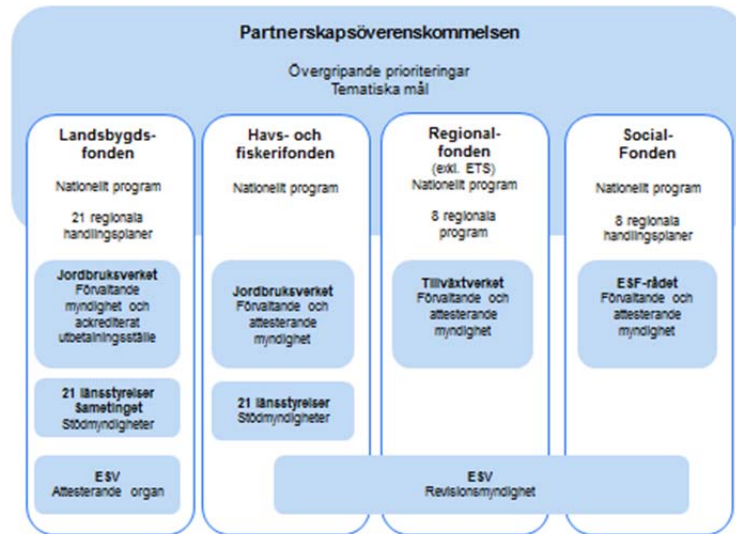 Partnerskapsöverenskommelsen
Övergripande prioriteringar
Tematiska mål
Landsbygds-
fonden
Nationellt program
21 regionala
handlingsplaner
Jordbruksverket
Förvaltande
myndighet och
ackrediterat
utbetalningsställe
21 länsstyrelser
Sametinget
Stödmyndigheter
ESV
Attesterande organ
Havs- och
fiskerifonden
Nationellt program
Jordbruksverket
Förvaltande och
attesterande
myndighet
21 länsstyrelser
Stödmyndigheter
Regional-
fonden
(exkl. ETS)
Nationellt program
8 regionala
program
Tillväxtverket
Förvaltande och
attesterande
myndighet
Social-
Fonden
Nationellt program
8 regionala
handlingsplaner
ESF-rådet
Förvaltande och
attesterande
myndighet
ESV
Revisionsmyndighet